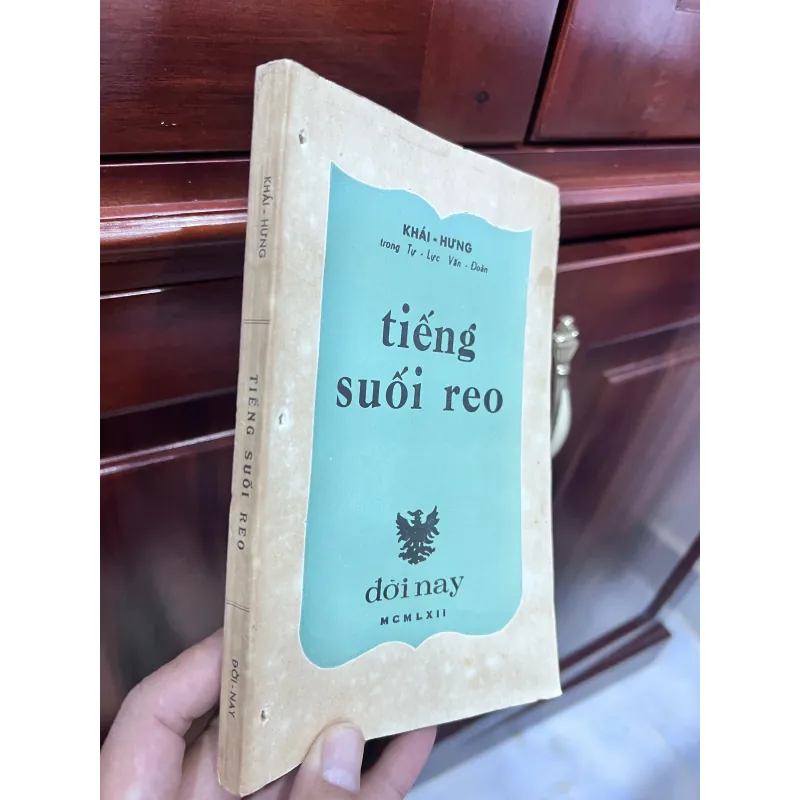 KHÁI - HƯNG
trong Tự - Lực Văn - Đoàn
tiếng
suối reo
đời nay
MCMLXII
KHÁI - HƯNG
TIẾNG SUỐI REO
ĐỜI - NAY